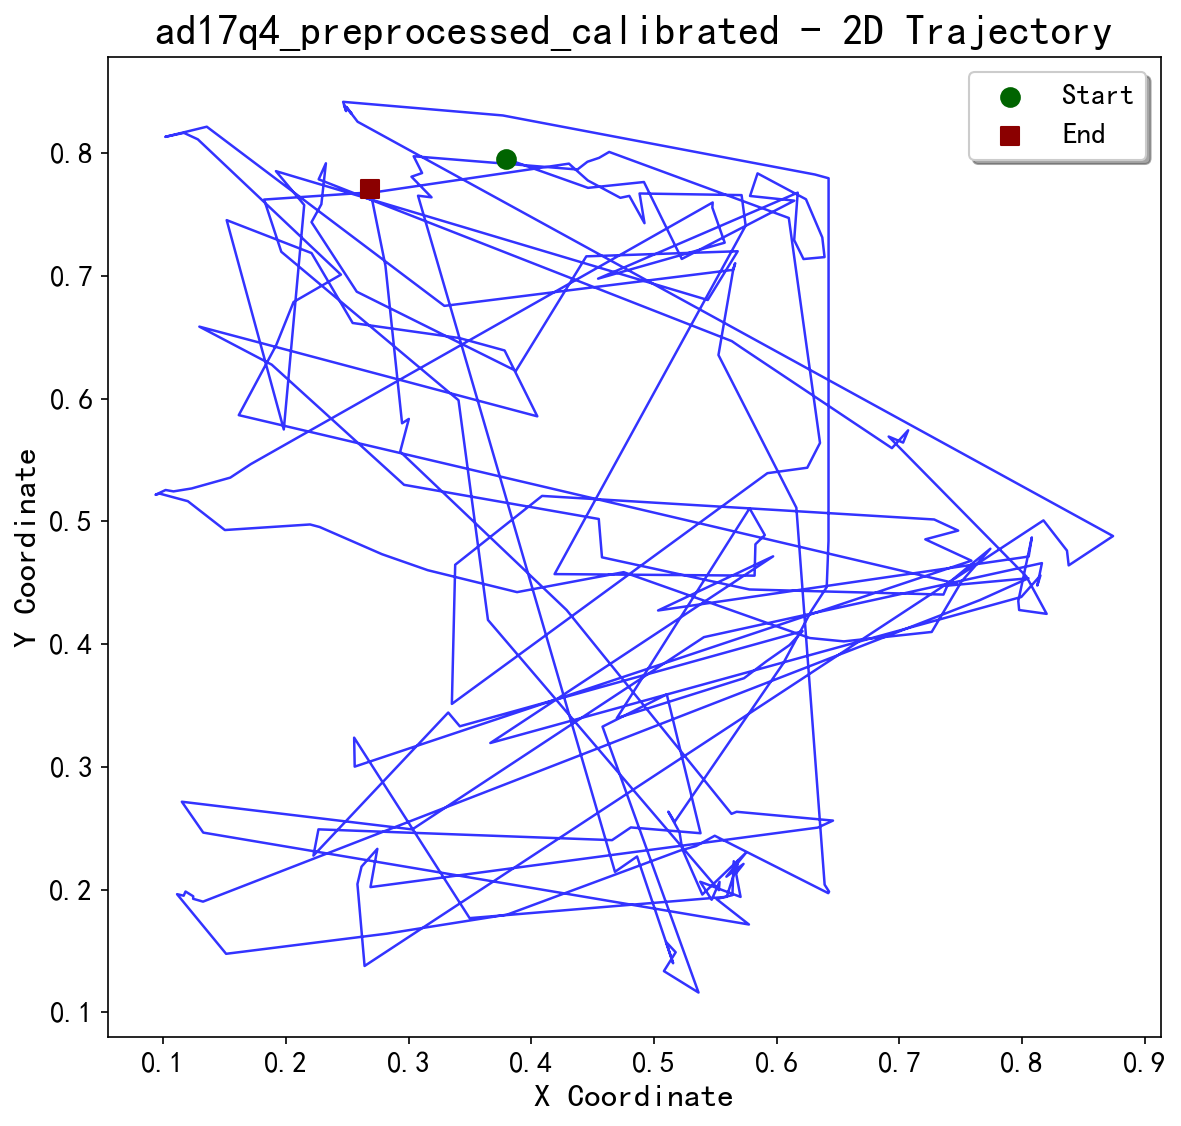 ad17q4_preprocessed_calibrated - 2D Trajectory
Start
End
Y Coordinate
0.8
0.7
0.6
0.5
0.4
0.3
0.2
0.1
0.1 0.2 0.3 0.4 0.5 0.6 0.7 0.8 0.9
X Coordinate